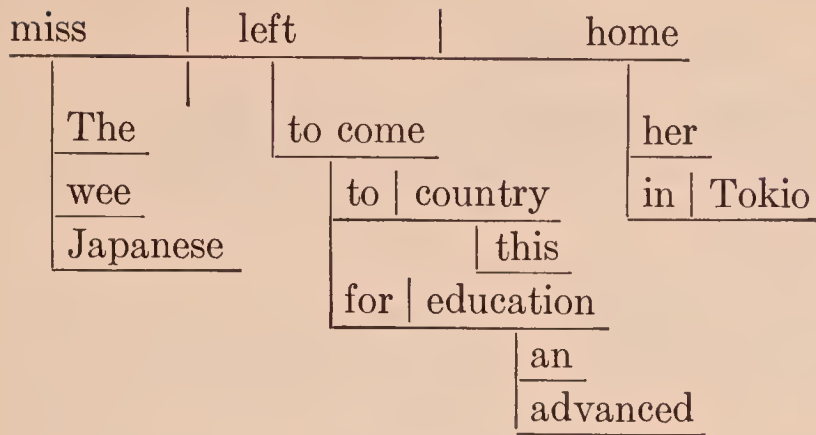 miss | left | home
The
to come
her
wee
to | country
in | Tokio
Japanese
this
for | education
an
advanced